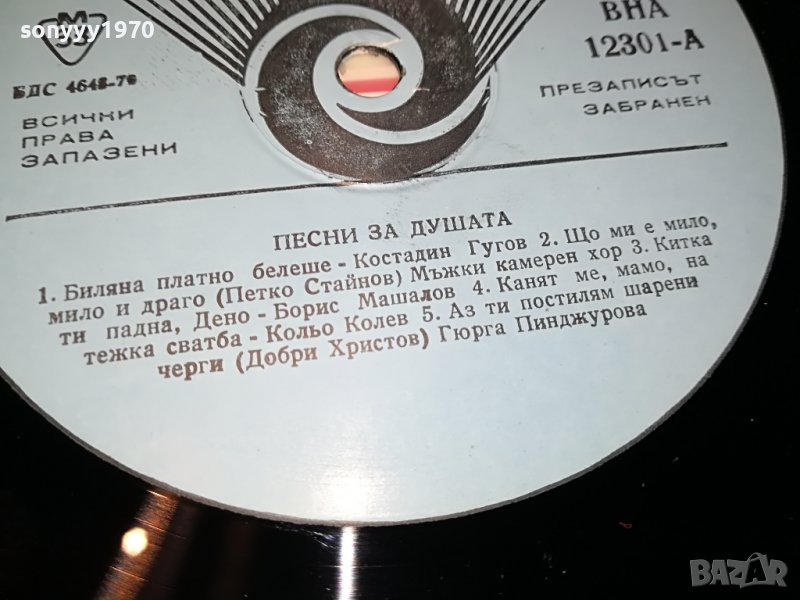 sonyyy1970
БДС 4648-76
ВСИЧКИ
ПРАВА
ЗАПАЗЕНИ
ВНА
12301-А
ПРЕЗАПИСЪТ
ЗАБРАНЕН
ПЕСНИ ЗА ДУШАТА
1. Биляна платно белеше - Костадин Гугов 2. Що ми е мило,
мило и драго (Петко Стайнов) Мъжки камерен хор 3. Китка
ти падна, Дено - Борис Машалов 4. Канят ме, мамо, на
тежка сватба - Кольо Колев 5. Аз ти постилям шарени
черги (Добри Христов) Гюрга Пинджурова
BAZAR